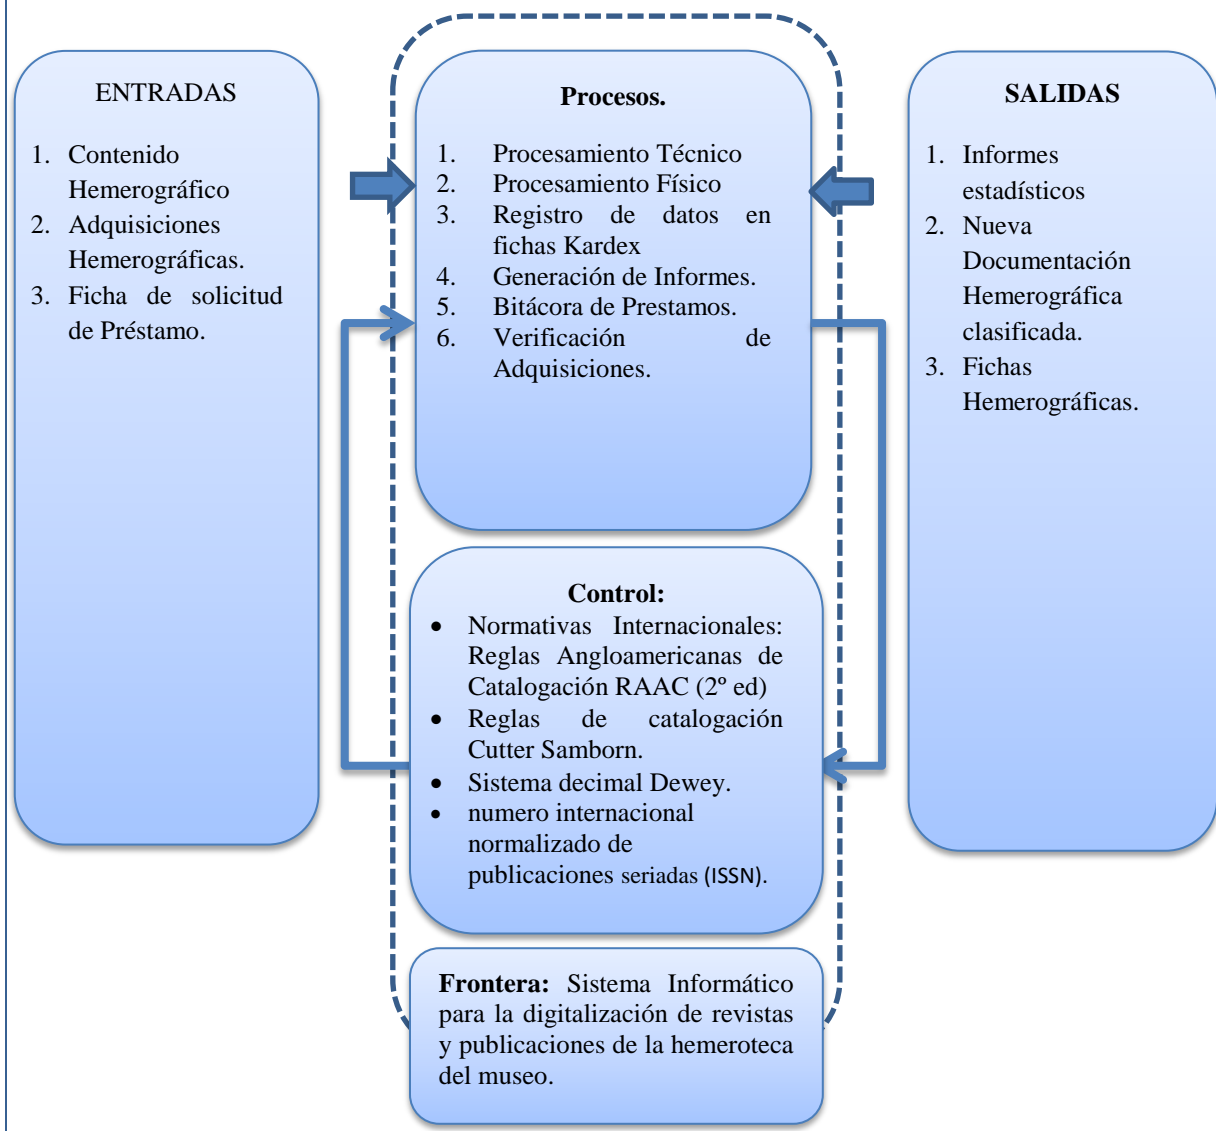 ENTRADAS
1. Contenido
Hemerográfico
2. Adquisiciones
Hemerográficas.
3. Ficha de solicitud
de Préstamo.
Procesos.
1. Procesamiento Técnico
2. Procesamiento Físico
3. Registro de datos en
fichas Kardex
4. Generación de Informes.
5. Bitácora de Prestamos.
6. Verificación de
Adquisiciones.
SALIDAS
1. Informes
estadísticos
2. Nueva
Documentación
Hemerográfica
clasificada.
3. Fichas
Hemerográficas.
Control:
• Normativas Internacionales:
Reglas Angloamericanas de
Catalogación RAAC (2º ed)
• Reglas de catalogación
Cutter Samborn.
• Sistema decimal Dewey.
• numero internacional
normalizado de
publicaciones seriadas (ISSN).
Frontera: Sistema Informático
para la digitalización de revistas
y publicaciones de la hemeroteca
del museo.